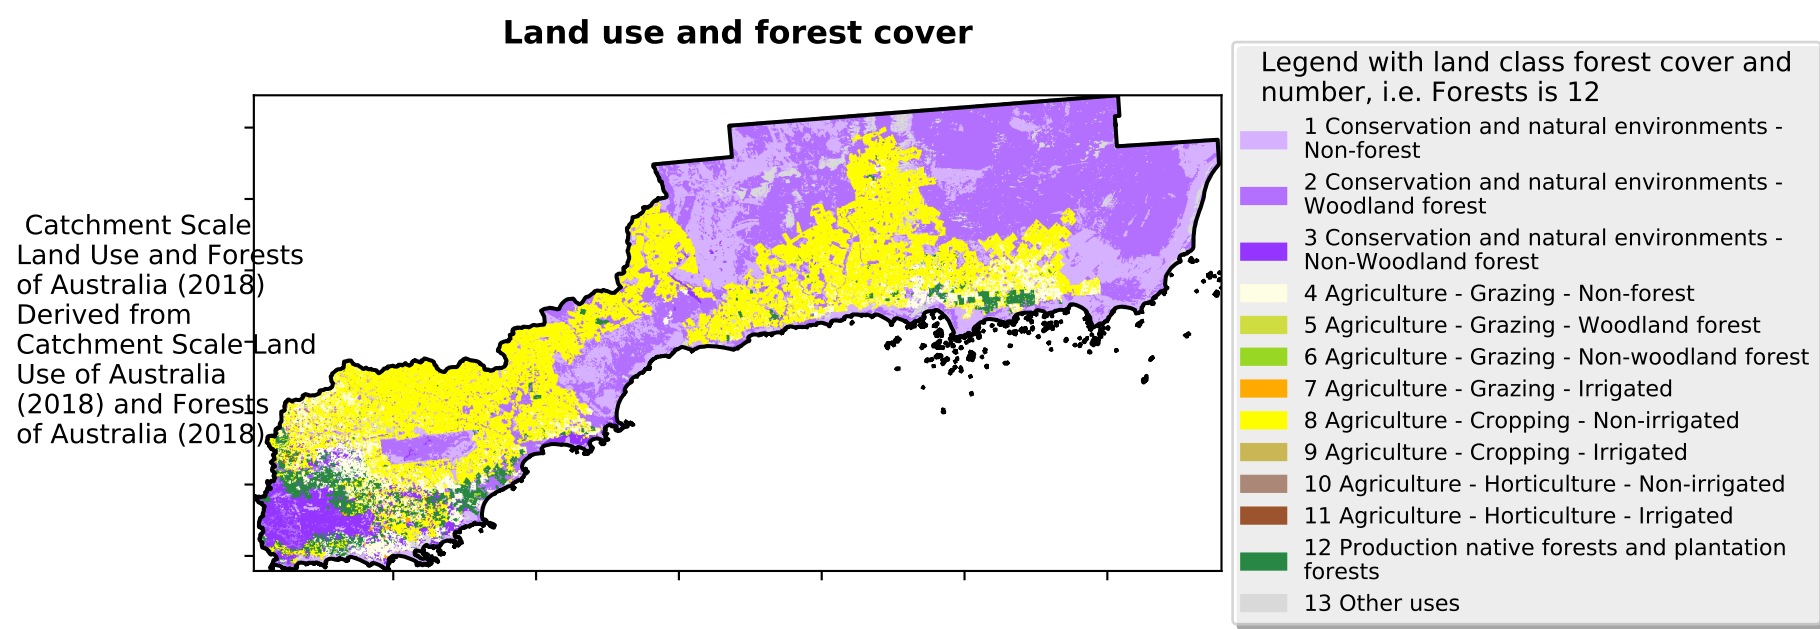 Land use and forest cover
Catchment Scale
Land Use and Forests
of Australia (2018)
Derived from
Catchment Scale Land
Use of Australia
(2018) and Forests
of Australia (2018)
Legend with land class forest cover and
number, i.e. Forests is 12
1 Conservation and natural environments -
Non-forest
2 Conservation and natural environments -
Woodland forest
3 Conservation and natural environments -
Non-Woodland forest
4 Agriculture - Grazing - Non-forest
5 Agriculture - Grazing - Woodland forest
6 Agriculture - Grazing - Non-woodland forest
7 Agriculture - Grazing - Irrigated
8 Agriculture - Cropping - Non-irrigated
9 Agriculture - Cropping - Irrigated
10 Agriculture - Horticulture - Non-irrigated
11 Agriculture - Horticulture - Irrigated
12 Production native forests and plantation
forests
13 Other uses